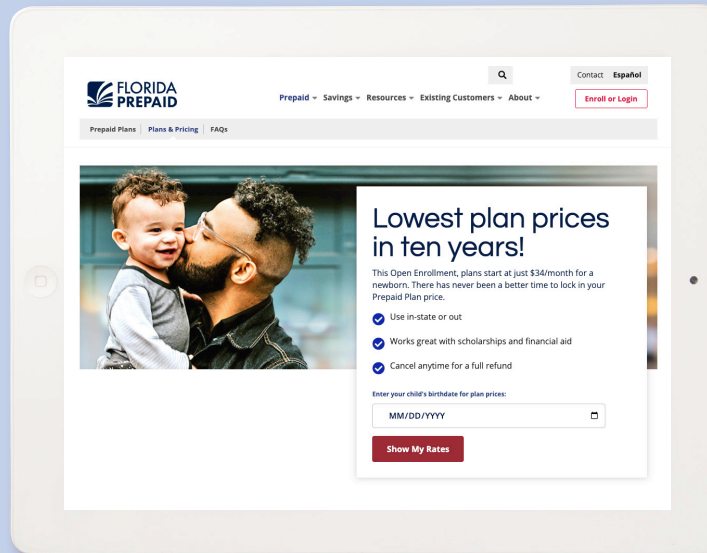 FLORIDA
PREPAID
Contact Español
Prepaid Savings Resources Existing Customers About
Enroll or Login
Prepaid Plans Plans & Pricing FAQs
Lowest plan prices
in ten years!
This Open Enrollment, plans start at just $34/month for a
newborn. There has never been a better time to lock in your
Prepaid Plan price.
Use in-state or out
Works great with scholarships and financial aid
Cancel anytime for a full refund
Enter your child's birthdate for plan prices:
MM/DD/YYYY
Show My Rates